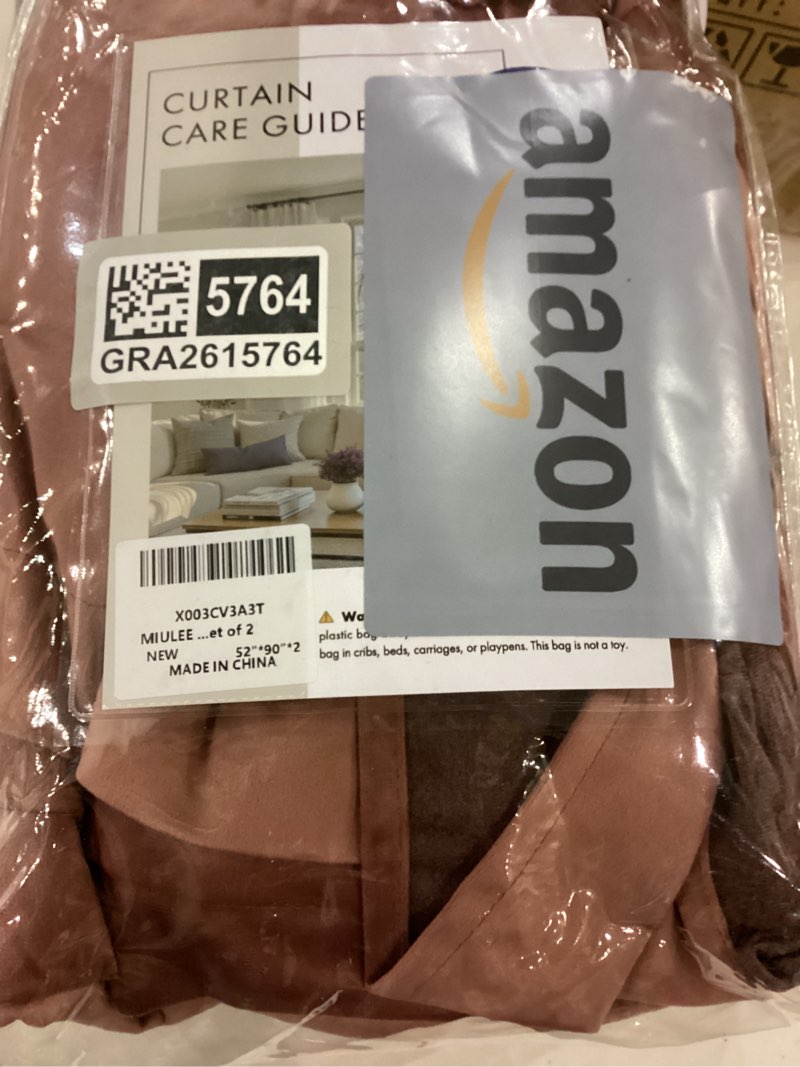 CURTAIN
CARE GUIDE
amazon
5764
GRA2615764
X003CV3A3T
MIULEE ...et of 2
NEW 52"*90"*2
MADE IN CHINA
plastic
bag in cribs, beds, carriages, or playpens. This bag is not a toy.